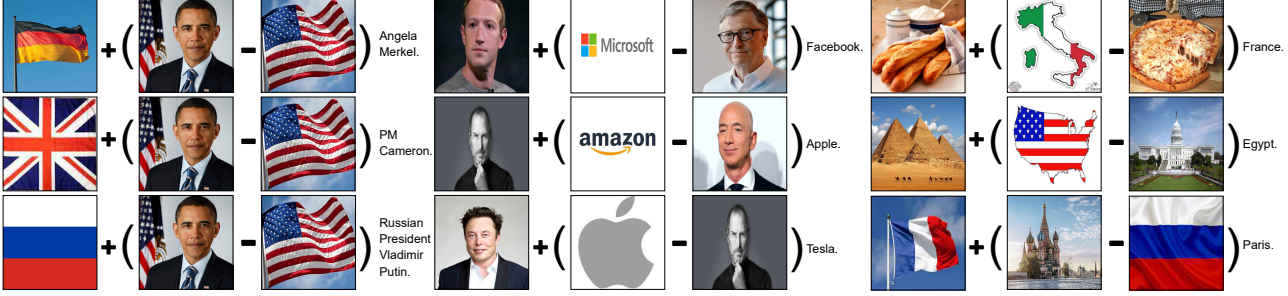 Angela
Merkel.
Microsoft
Facebook.
France.
PM
Cameron.
amazon
Apple.
Egypt.
Russian
President
Vladimir
Putin.
Tesla.
Paris.